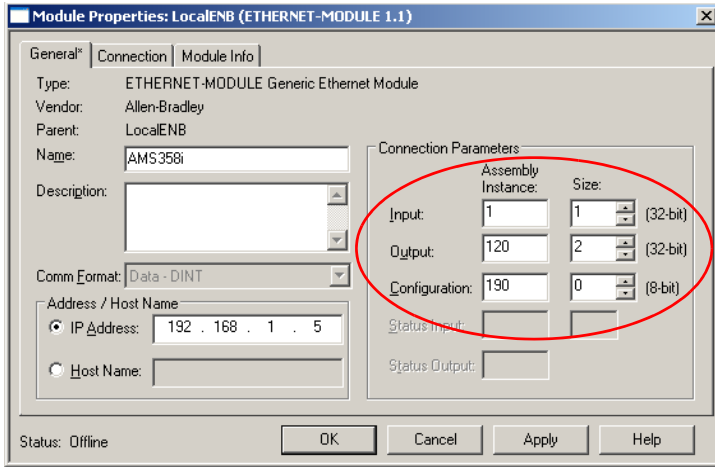 Module Properties: LocalENB (ETHERNET-MODULE 1.1)
General* Connection Module Info
Type: ETHERNET-MODULE Generic Ethernet Module
Vendor: Allen-Bradley
Parent: LocalENB
Name: AMS358i
Description:
Comm Format: Data - DINT
Address / Host Name
IP Address: 192 . 168 . 1 . 5
Host Name:
Connection Parameters
Assembly
Instance: Size:
Input: 1 1 (32-bit)
Output: 120 2 (32-bit)
Configuration: 190 0 (8-bit)
Status Input:
Status Output:
Status: Offline
OK Cancel Apply Help